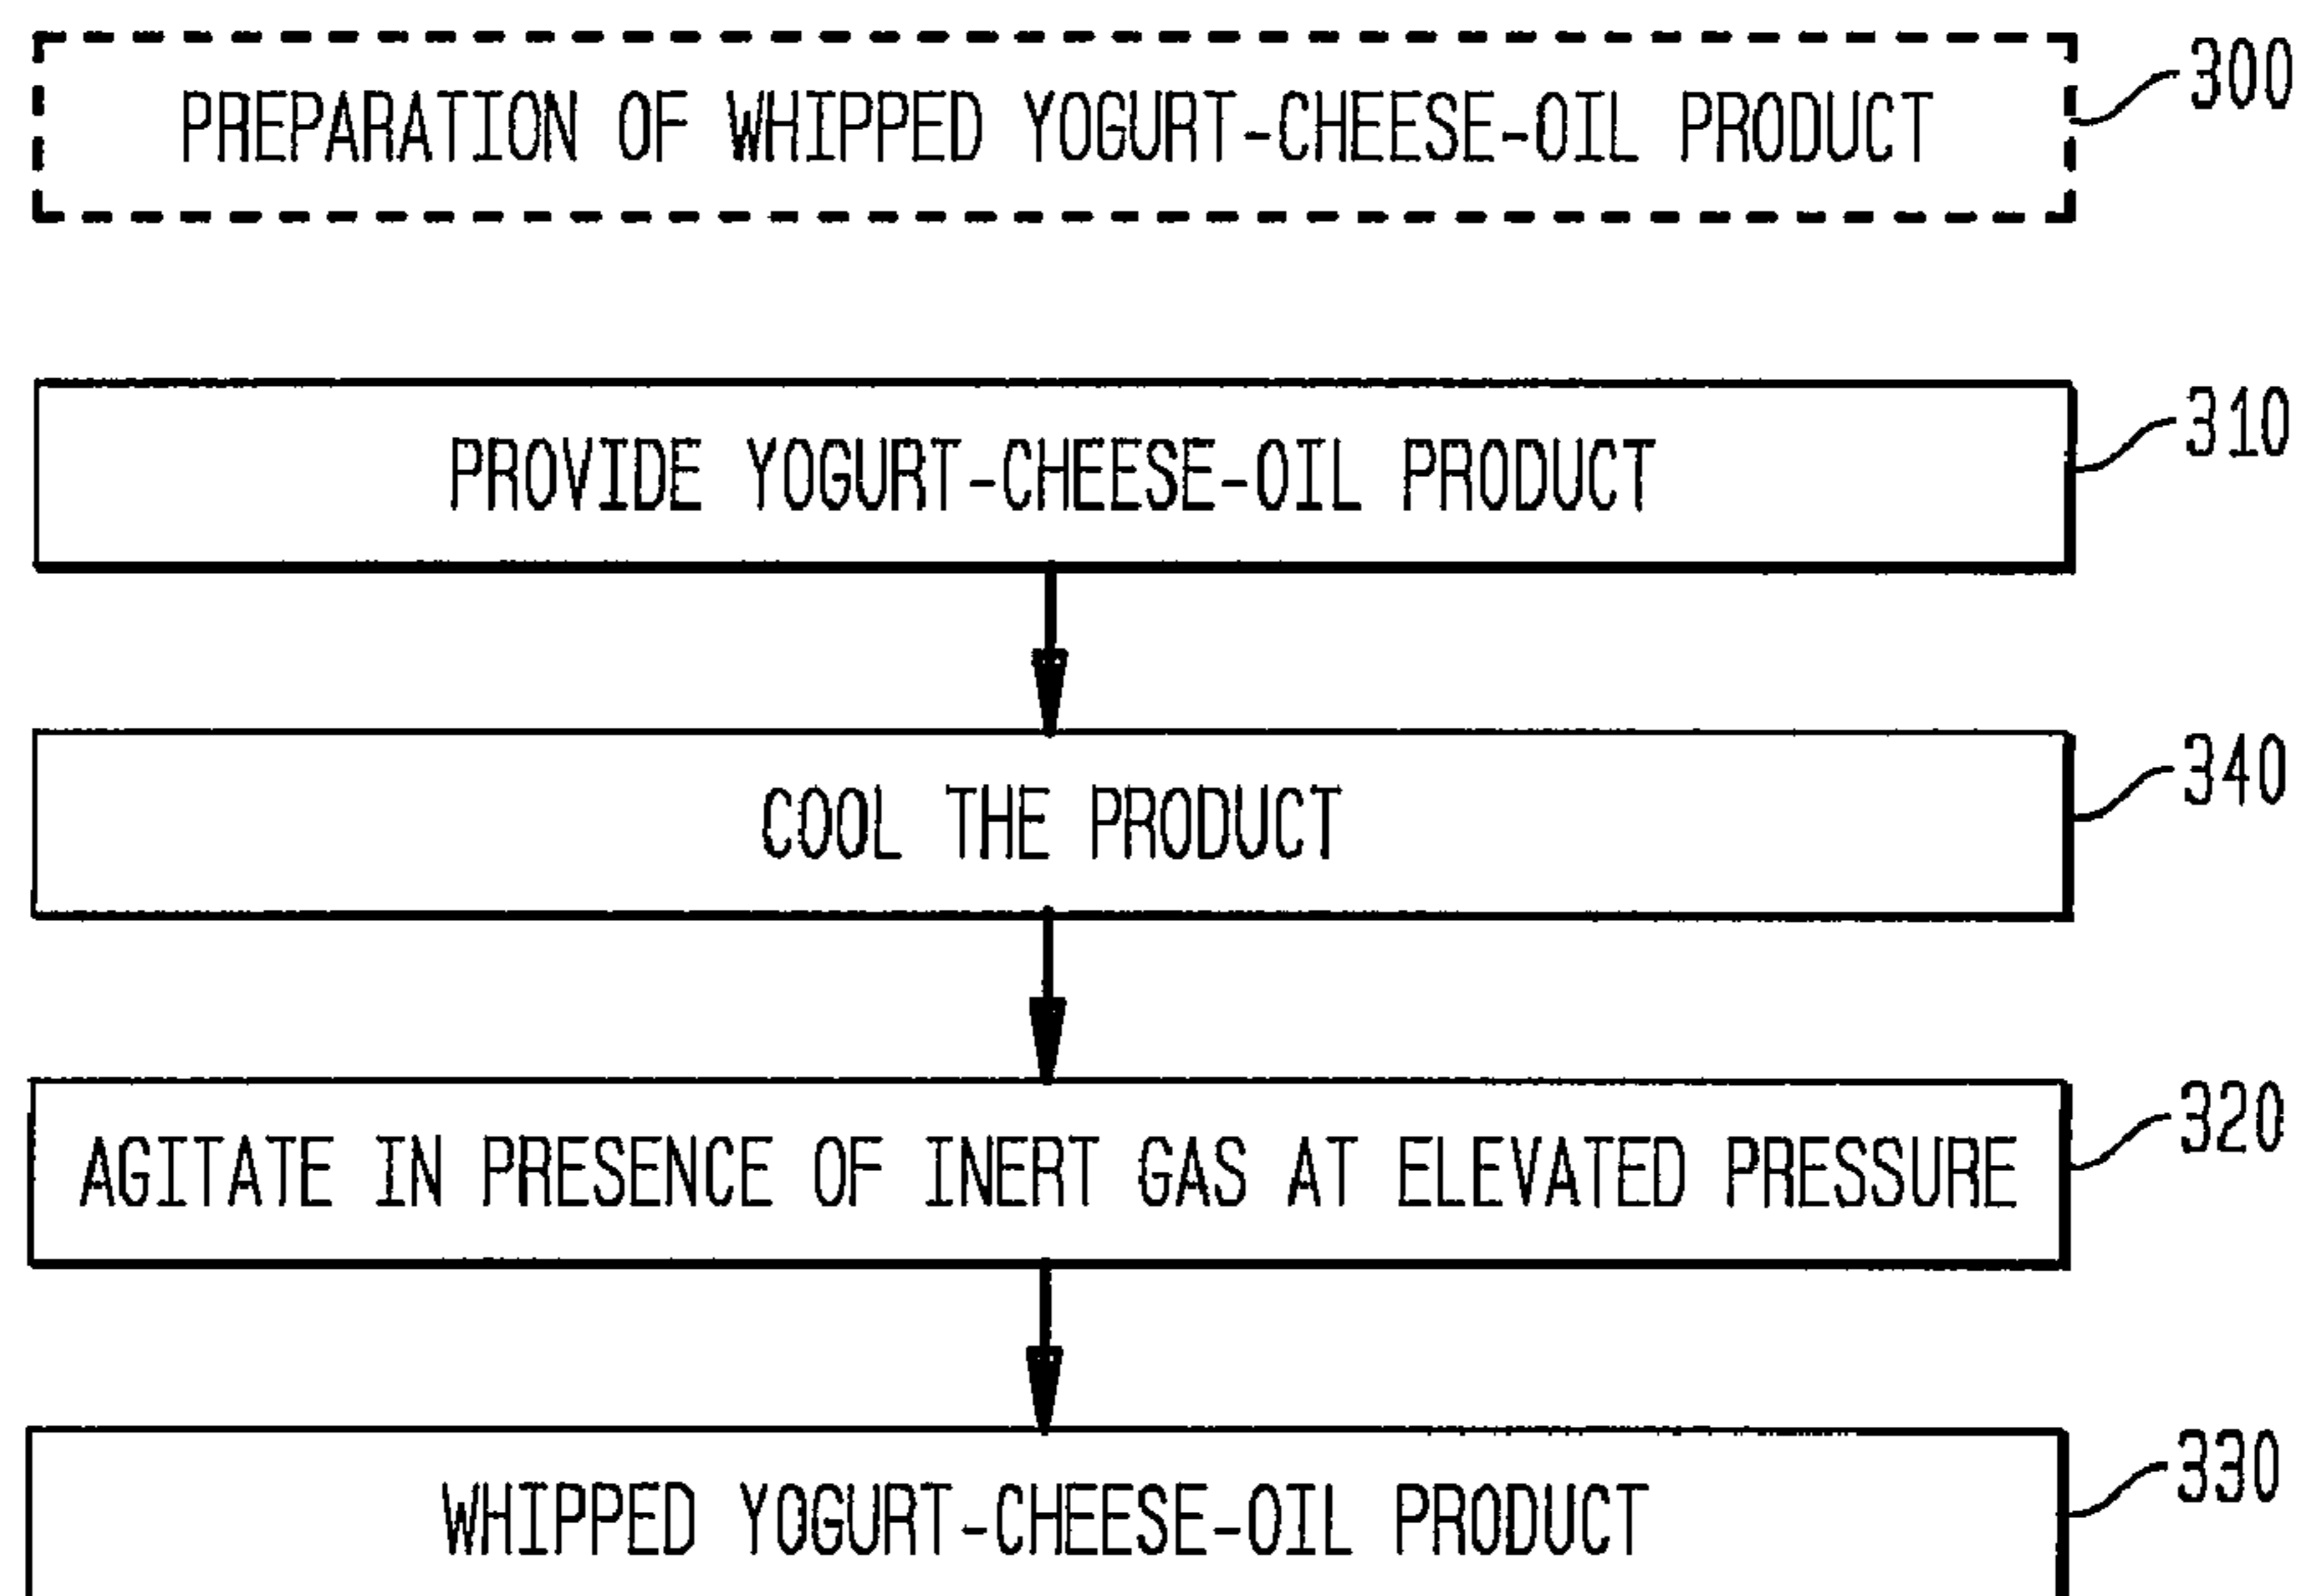 PREPARATION OF WHIPPED YOGURT-CHEESE-OIL PRODUCT 300
PROVIDE YOGURT-CHEESE-OIL PRODUCT 310
COOL THE PRODUCT 340
AGITATE IN PRESENCE OF INERT GAS AT ELEVATED PRESSURE 320
WHIPPED YOGURT-CHEESE-OIL PRODUCT 330